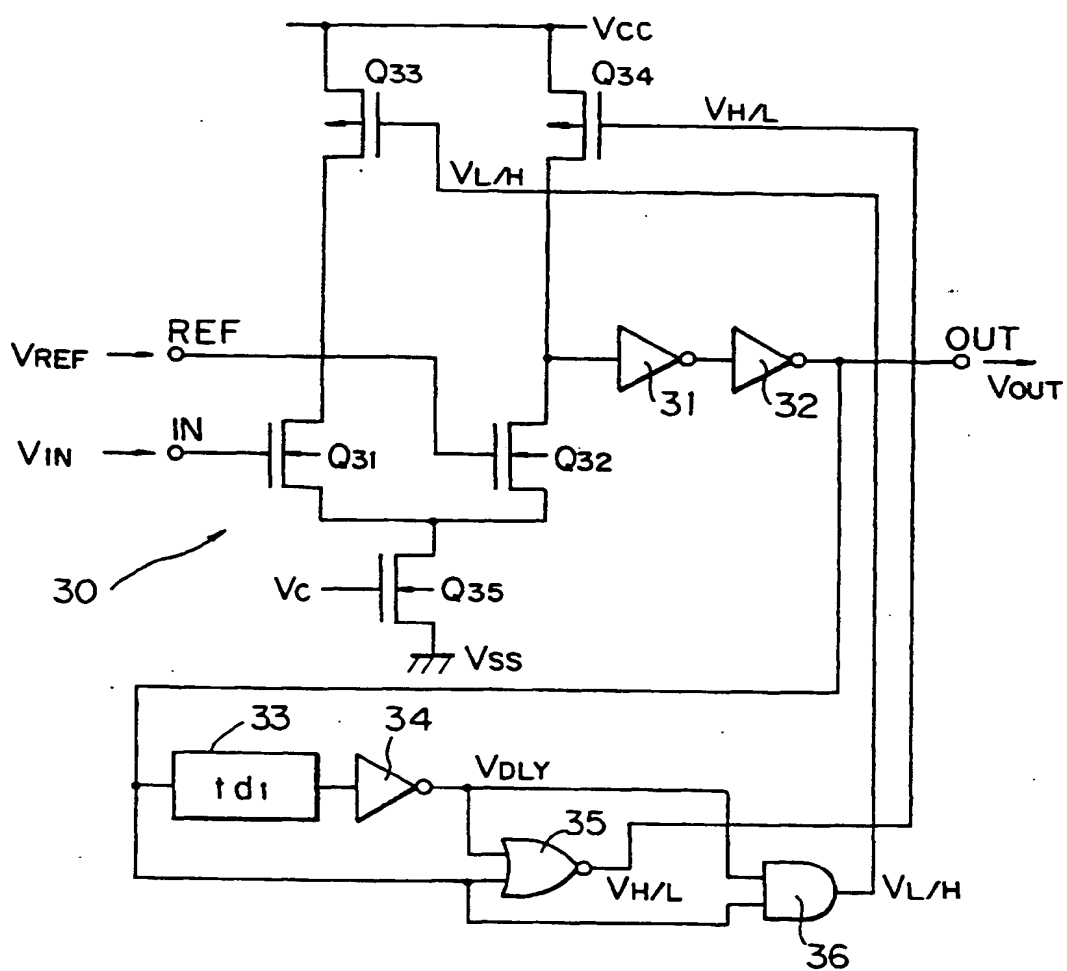 VCC
Q33
Q34
VH/L
VL/H
REF
VREF
OUT
VOUT
31
32
IN
VIN
Q31
Q32
30
VC
Q35
VSS
33
34
td1
VDLY
35
VH/L
VL/H
36